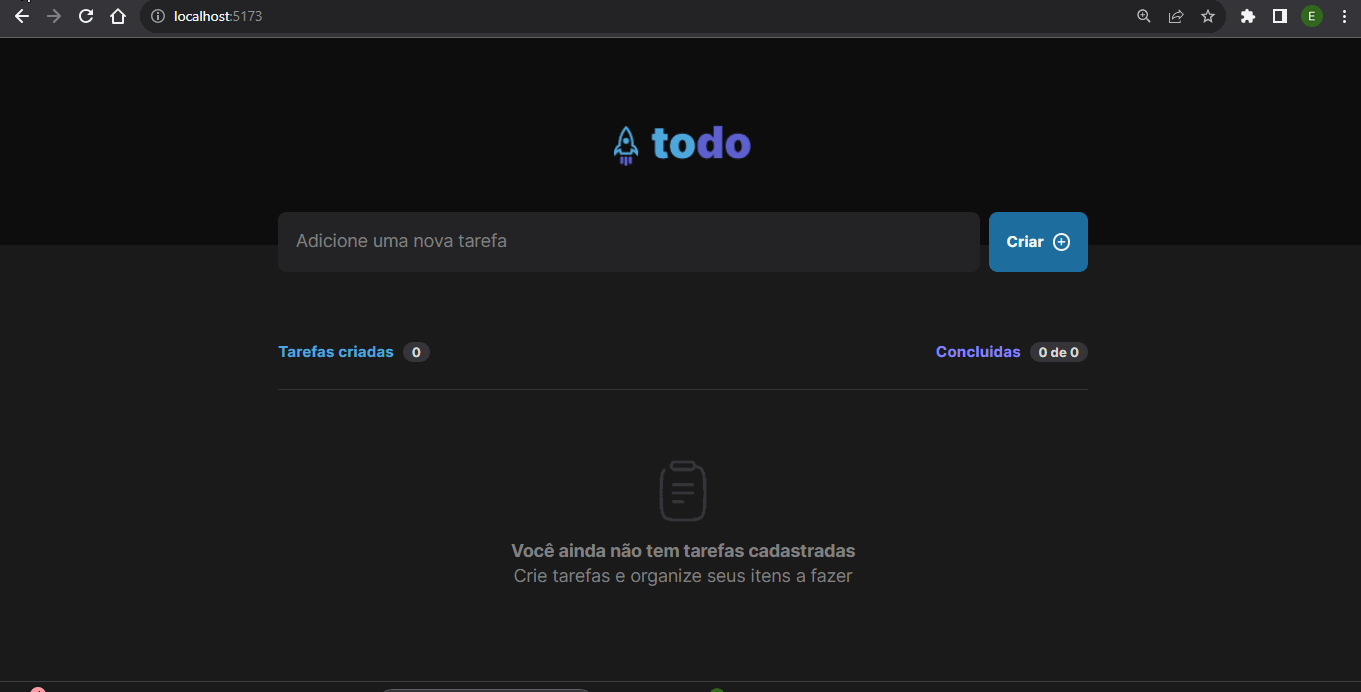 localhost:5173
E
todo
Adicione uma nova tarefa
Criar
Tarefas criadas 0
Concluidas 0 de 0
Você ainda não tem tarefas cadastradas
Crie tarefas e organize seus itens a fazer